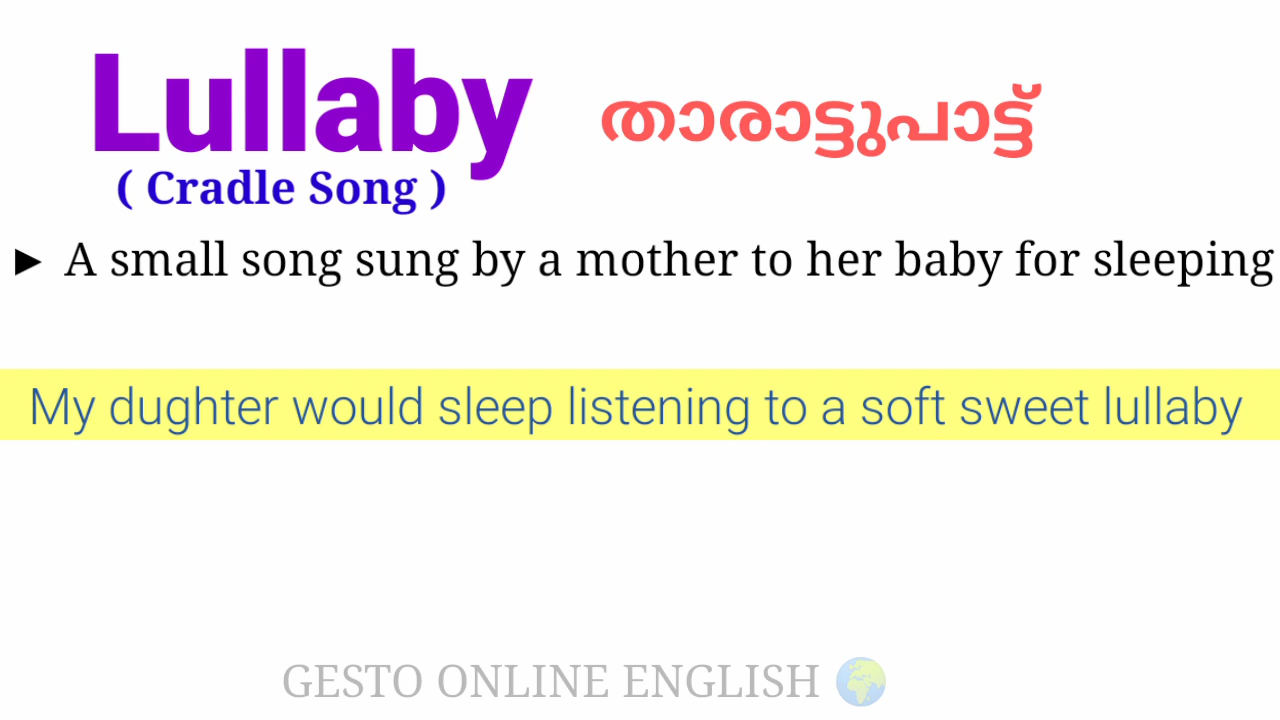 Lullaby താരാട്ടുപാട്ട്
( Cradle Song )
► A small song sung by a mother to her baby for sleeping
My dughter would sleep listening to a soft sweet lullaby
GESTO ONLINE ENGLISH 🌍